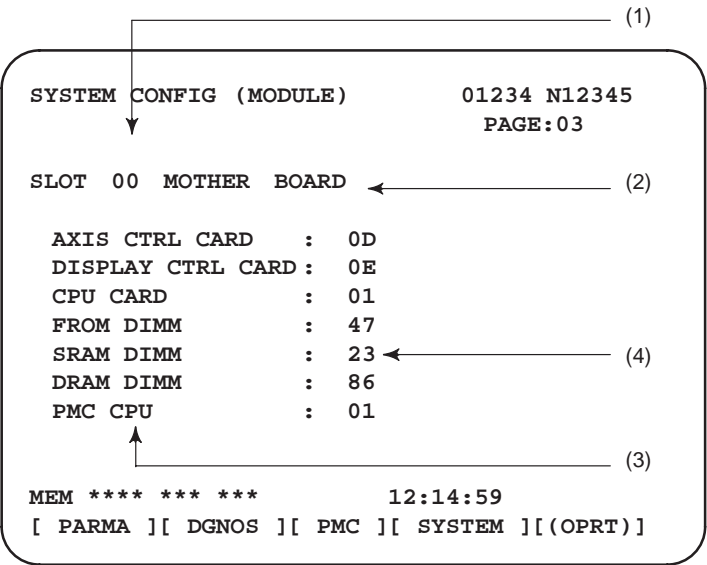 (1)
SYSTEM CONFIG (MODULE) 01234 N12345
PAGE:03
SLOT 00 MOTHER BOARD (2)
AXIS CTRL CARD : 0D
DISPLAY CTRL CARD : 0E
CPU CARD : 01
FROM DIMM : 47
SRAM DIMM : 23 (4)
DRAM DIMM : 86
PMC CPU : 01
(3)
MEM **** *** *** 12:14:59
[ PARMA ][ DGNOS ][ PMC ][ SYSTEM ][(OPRT)]